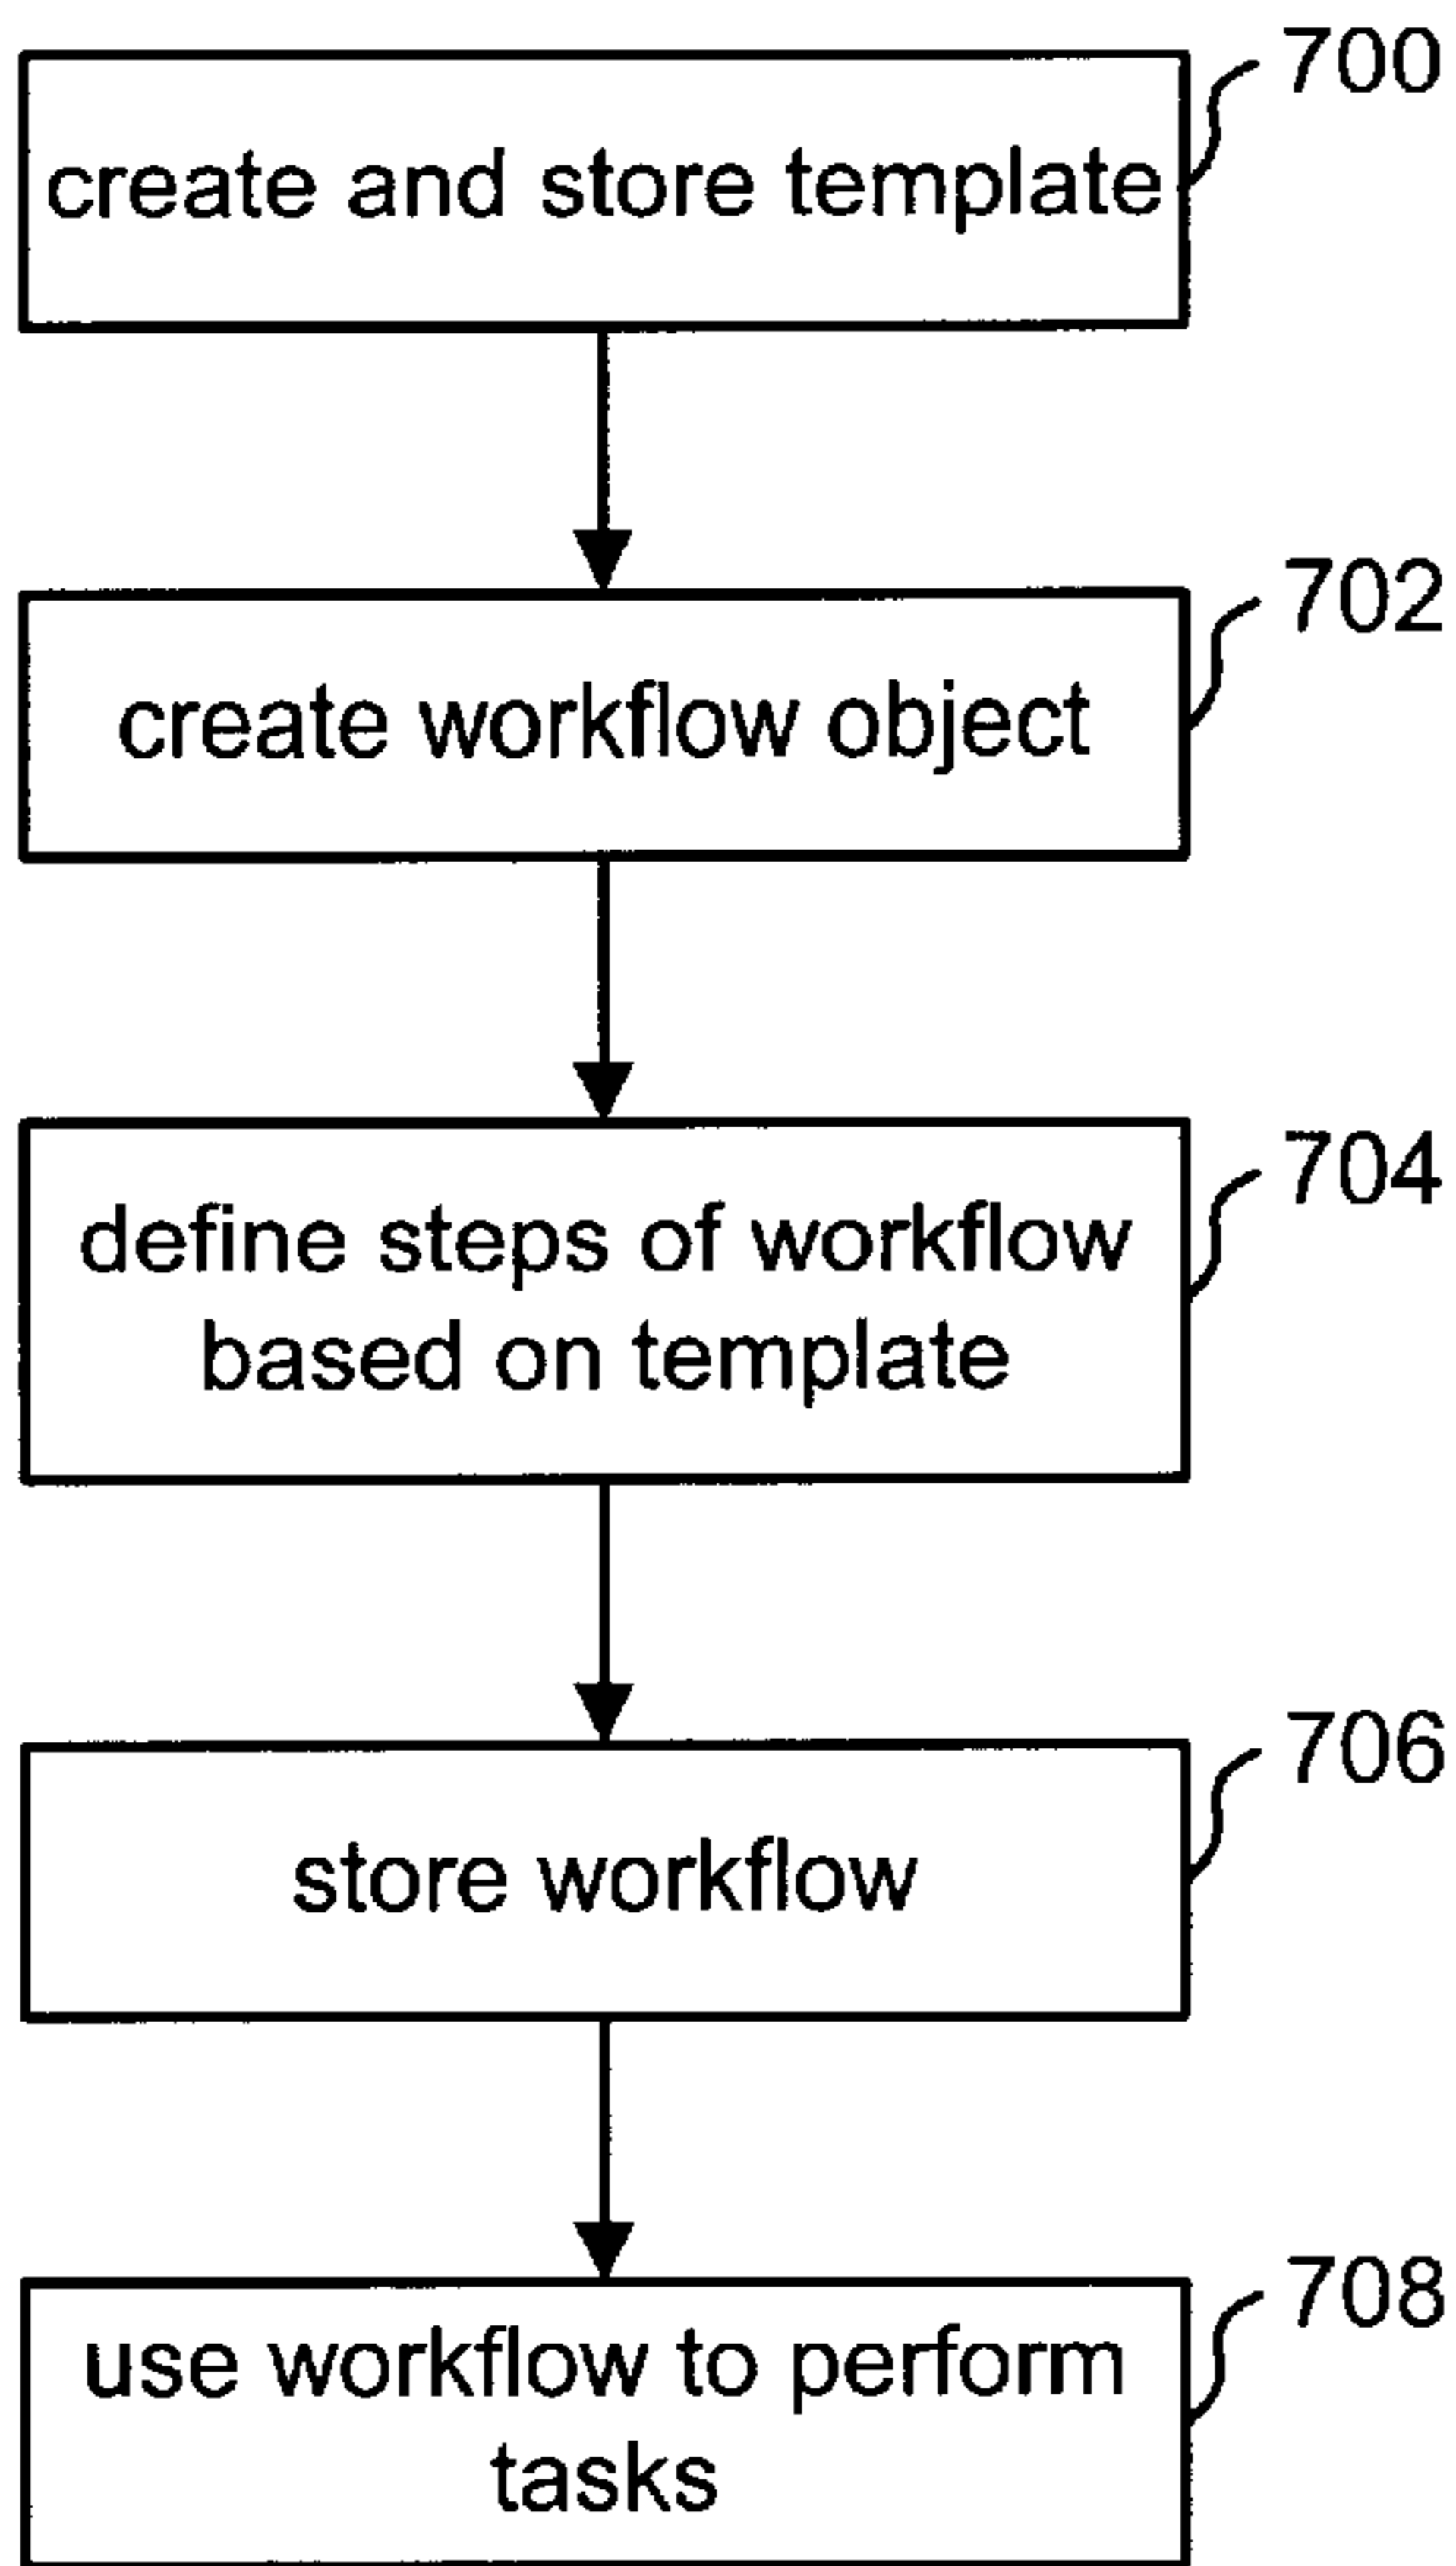 700
create and store template
702
create workflow object
704
define steps of workflow
based on template
706
store workflow
708
use workflow to perform
tasks